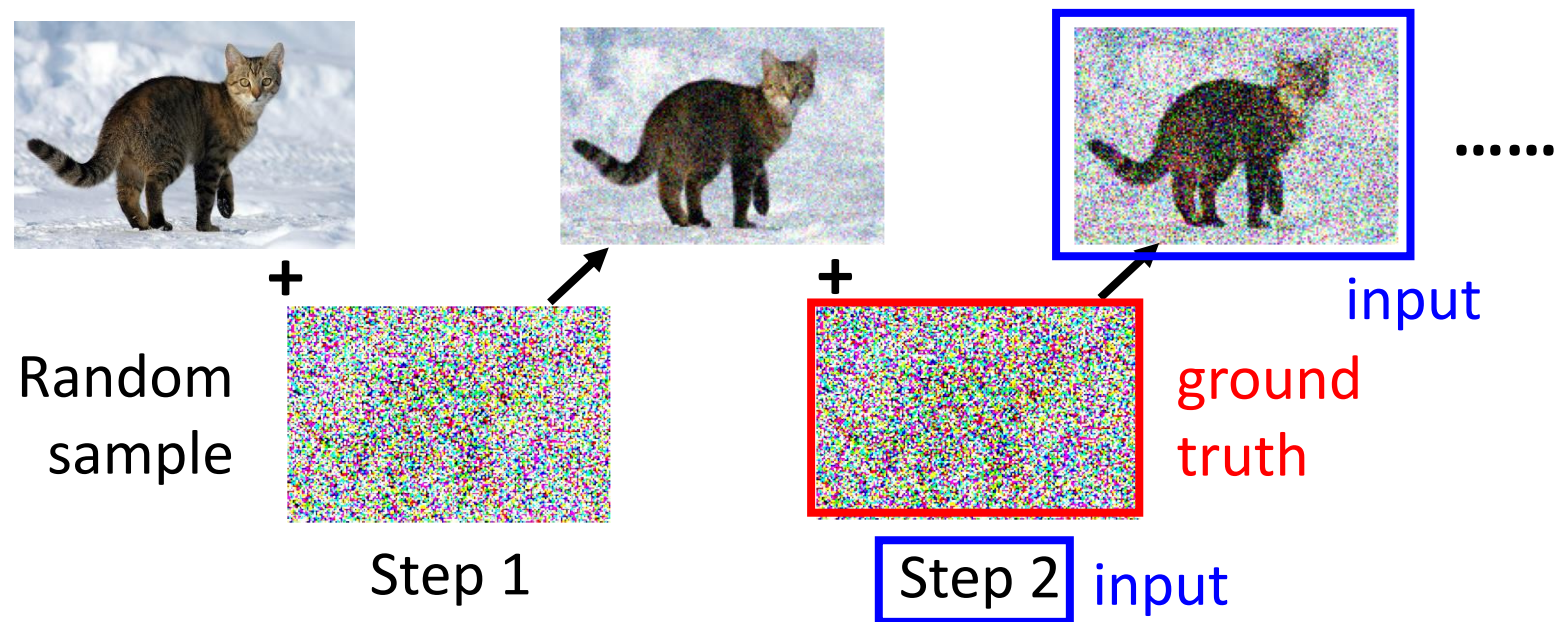 +
+
……
input
Random
sample
ground
truth
Step 1
Step 2
input